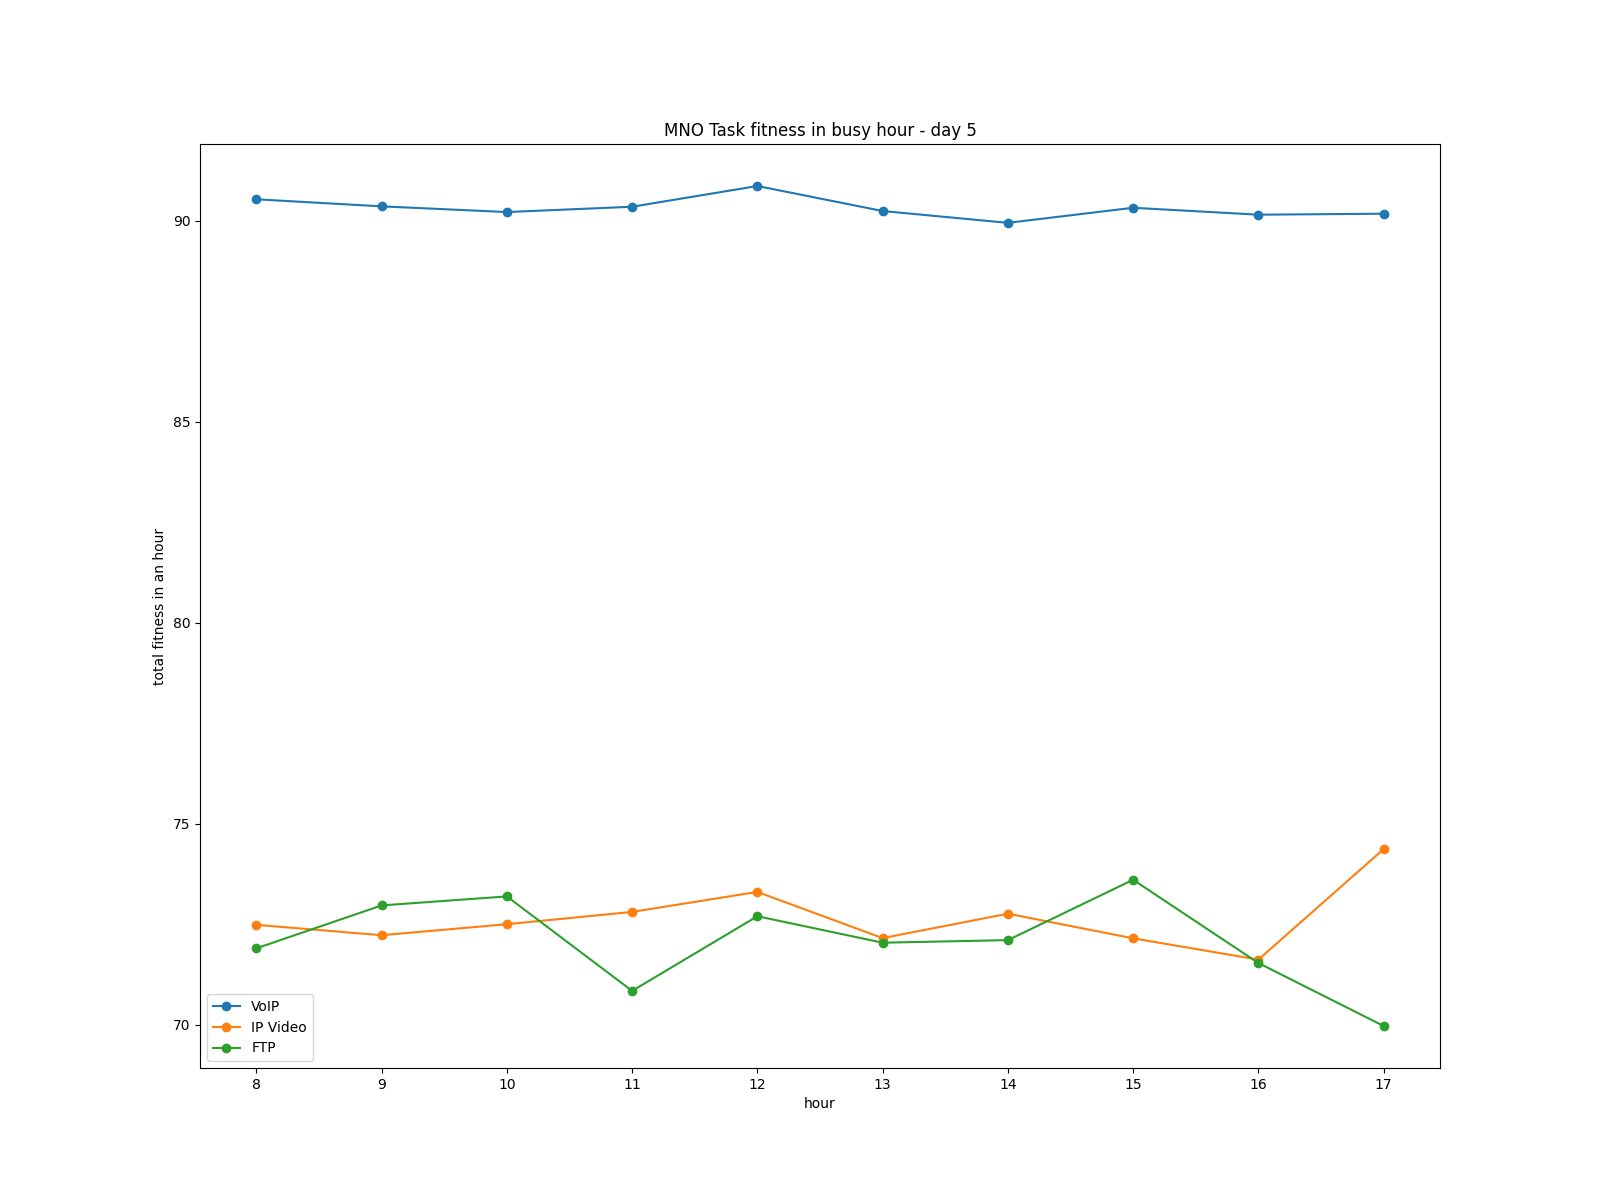 MNO Task fitness in busy hour - day 5
total fitness in an hour
90
85
80
75
70
VoIP
IP Video
FTP
8 9 10 11 12 13 14 15 16 17
hour